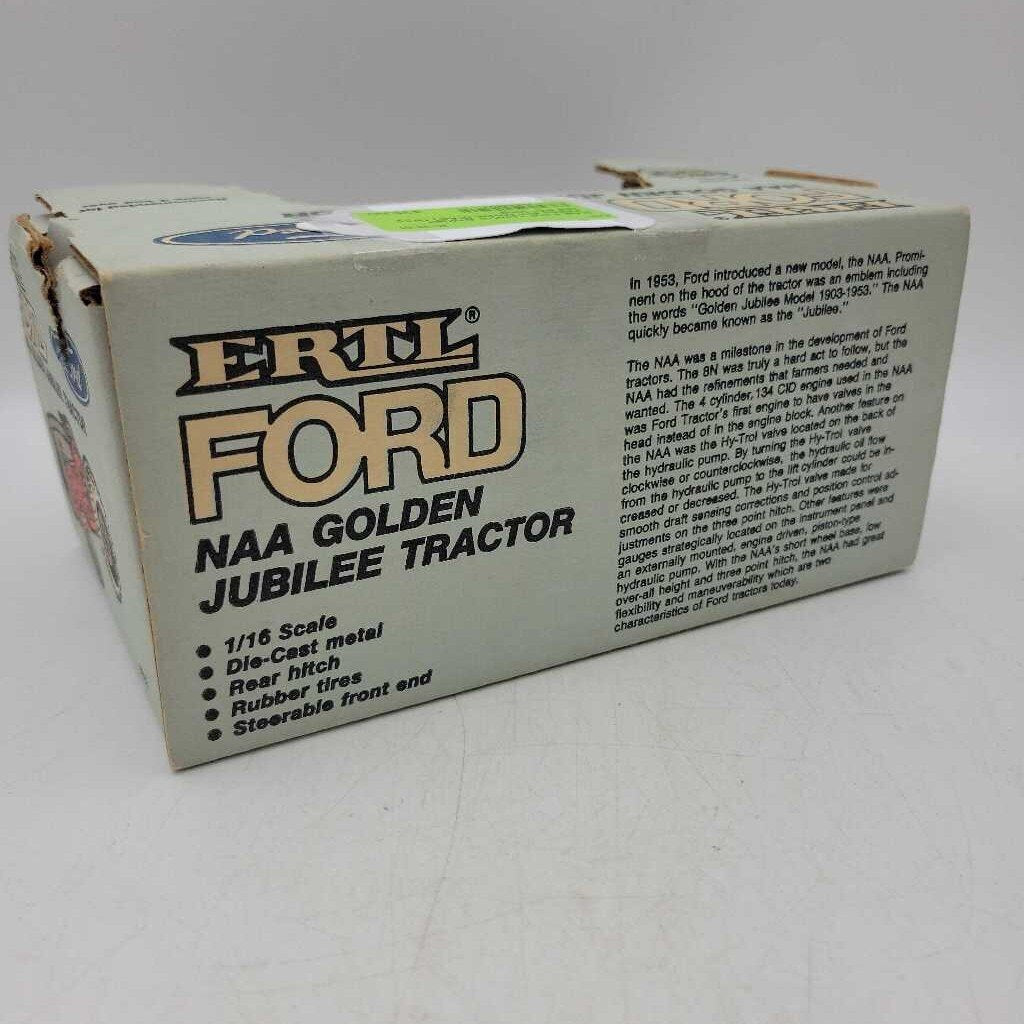 ERTL®
FORD
NAA GOLDEN
JUBILEE TRACTOR
• 1/16 Scale
• Die-Cast metal
• Rear hitch
• Rubber tires
• Steerable front end
In 1953, Ford introduced a new model, the NAA. Promi-
nent on the hood of the tractor was an emblem including
the words "Golden Jubilee Model 1903-1953." The NAA
quickly became known as the "Jubilee."
The NAA was a milestone in the development of Ford
tractors. The 8N was truly a hard act to follow, but the
NAA had the refinements that farmers needed and
wanted. The 4 cylinder, 134 CID engine used in the NAA
was Ford Tractor's first engine to have valves in the
head instead of in the engine block. Another feature on
the NAA was the Hy-Trol valve located on the back of
the hydraulic pump. By turning the Hy-Trol valve
clockwise or counterclockwise, the hydraulic oil flow
from the hydraulic pump to the lift cylinder could be in-
creased or decreased. The Hy-Trol valve made for
smooth draft sensing corrections and position control ad-
justments on the three point hitch. Other features were
gauges strategically located on the instrument panel and
an externally mounted, engine driven, piston-type
hydraulic pump. With the NAA's short wheel base, low
over-all height and three point hitch, the NAA had great
flexibility and maneuverability which are two
characteristics of Ford tractors today.